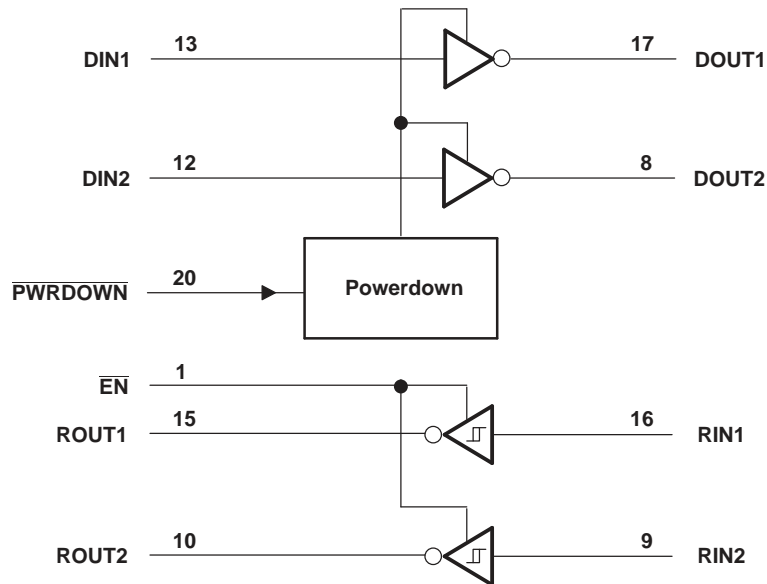 DIN1 13 17 DOUT1
DIN2 12 8 DOUT2
PWRDOWN 20 Powerdown
EN 1
ROUT1 15 16 RIN1
ROUT2 10 9 RIN2